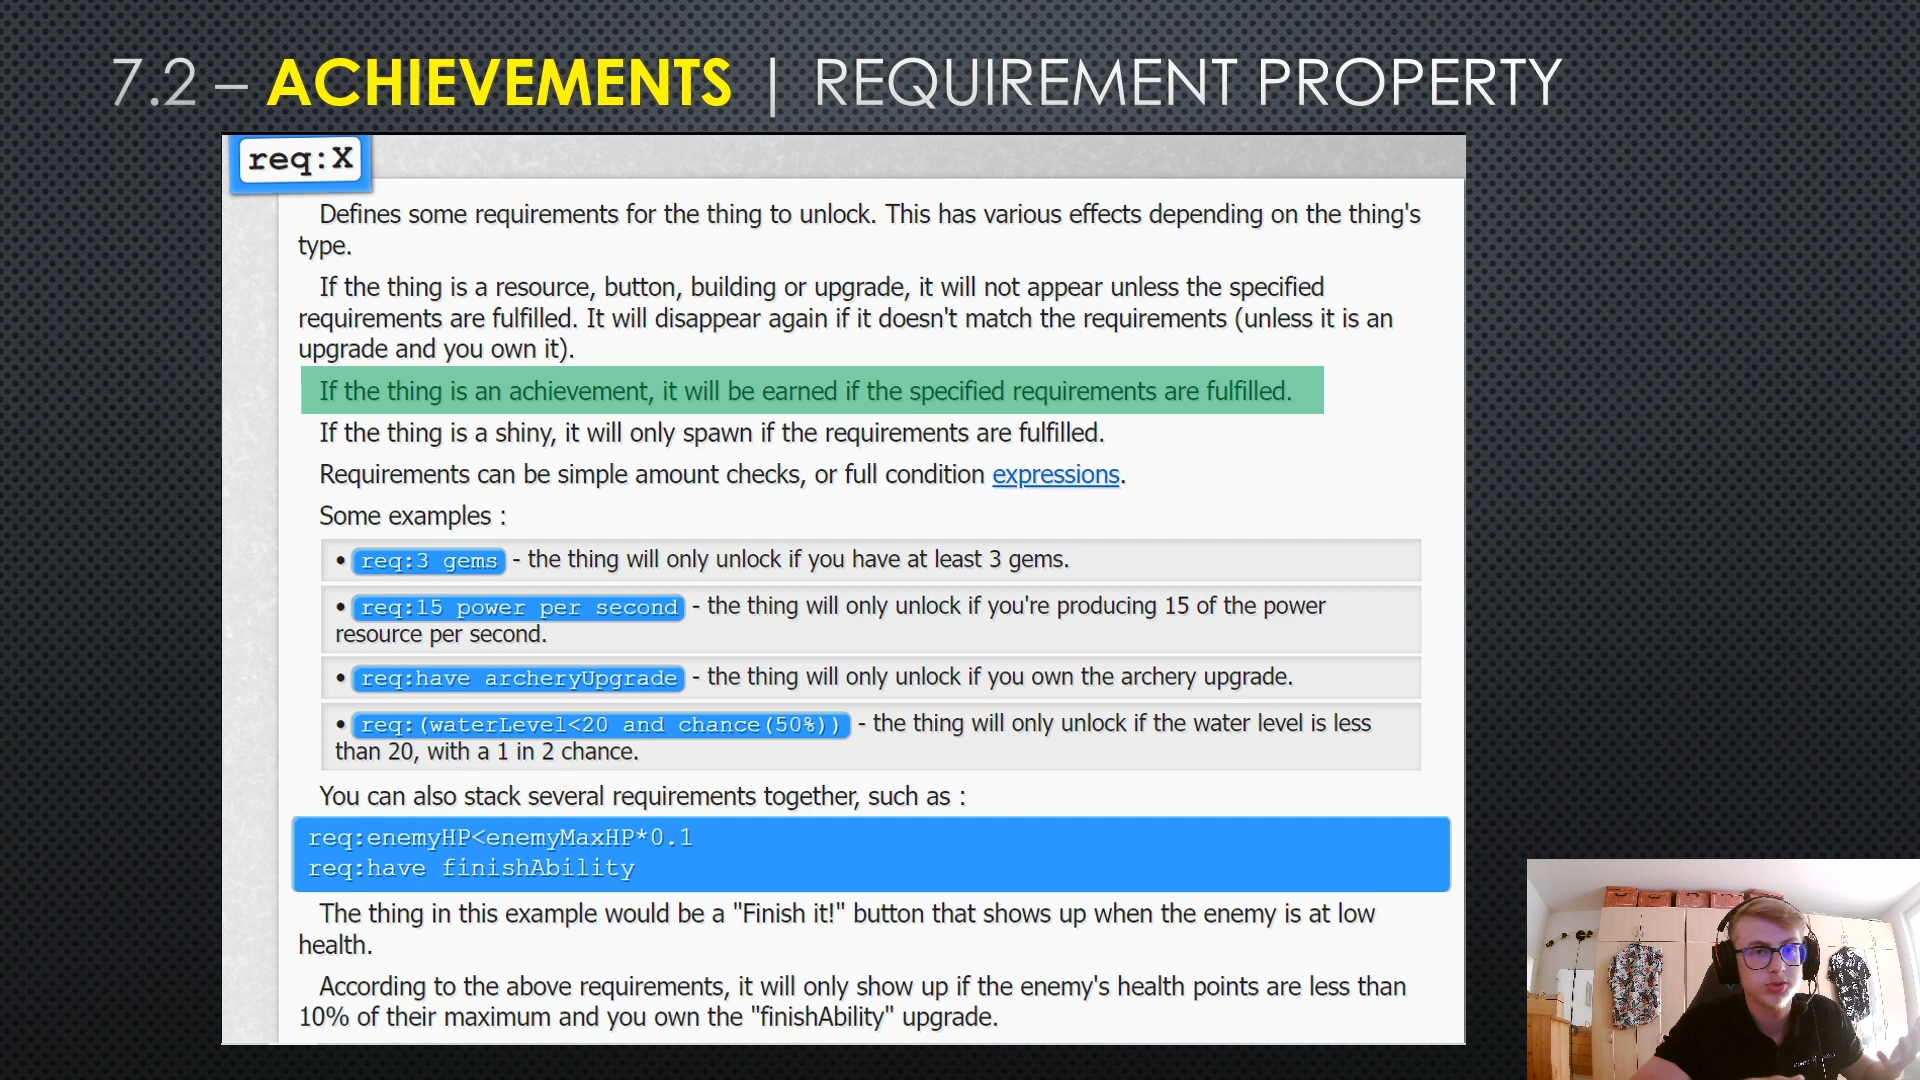 7.2 – ACHIEVEMENTS | REQUIREMENT PROPERTY
req:X
Defines some requirements for the thing to unlock. This has various effects depending on the thing's
type.
If the thing is a resource, button, building or upgrade, it will not appear unless the specified
requirements are fulfilled. It will disappear again if it doesn't match the requirements (unless it is an
upgrade and you own it).
If the thing is an achievement, it will be earned if the specified requirements are fulfilled.
If the thing is a shiny, it will only spawn if the requirements are fulfilled.
Requirements can be simple amount checks, or full condition expressions.
Some examples :
• req:3 gems - the thing will only unlock if you have at least 3 gems.
• req:15 power per second - the thing will only unlock if you're producing 15 of the power
resource per second.
• req:have archeryUpgrade - the thing will only unlock if you own the archery upgrade.
• req:(waterLevel<20 and chance(50%)) - the thing will only unlock if the water level is less
than 20, with a 1 in 2 chance.
You can also stack several requirements together, such as :
req:enemyHP<enemyMaxHP*0.1
req:have finishAbility
The thing in this example would be a "Finish it!" button that shows up when the enemy is at low
health.
According to the above requirements, it will only show up if the enemy's health points are less than
10% of their maximum and you own the "finishAbility" upgrade.